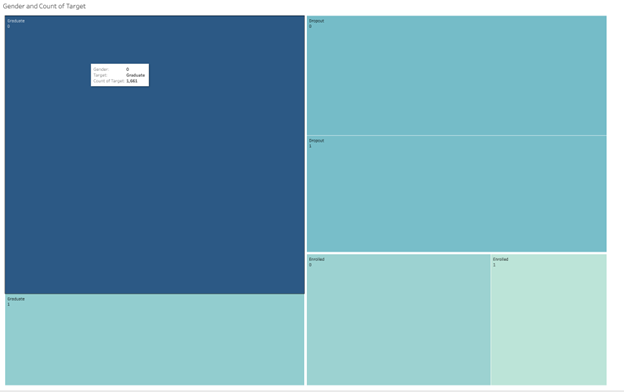 Gender and Count of Target
Graduate
0
Gender: 0
Target: Graduate
Count of Target: 1,661
Graduate
1
Dropout
0
Dropout
1
Enrolled
0
Enrolled
1